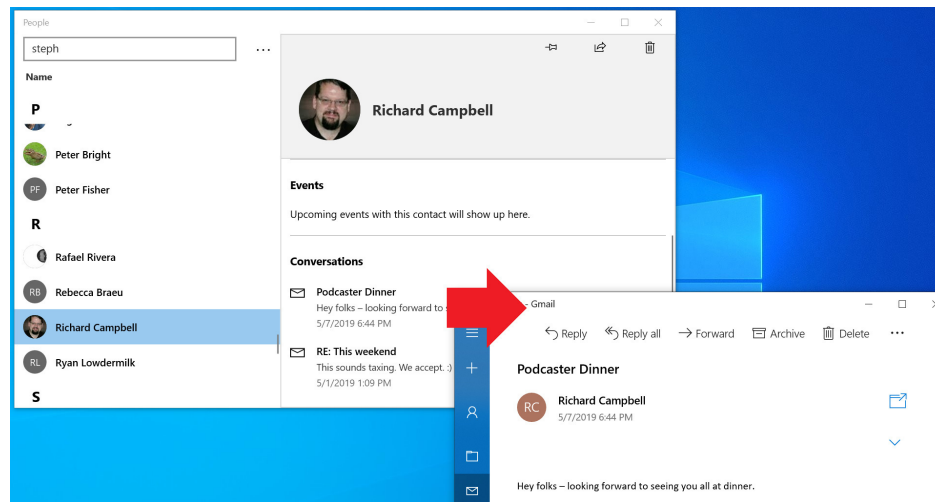 People
steph
...
Name
P
Peter Bright
PF
Peter Fisher
R
Rafael Rivera
RB
Rebecca Braeu
Richard Campbell
RL
Ryan Lowdermilk
S
Richard Campbell
Events
Upcoming events with this contact will show up here.
Conversations
Podcaster Dinner
Hey folks – looking forward to
5/7/2019 6:44 PM
RE: This weekend
This sounds taxing. We accept. :)
5/1/2019 1:09 PM
- Gmail
Reply
Reply all
Forward
Archive
Delete
...
Podcaster Dinner
RC
Richard Campbell
5/7/2019 6:44 PM
Hey folks – looking forward to seeing you all at dinner.